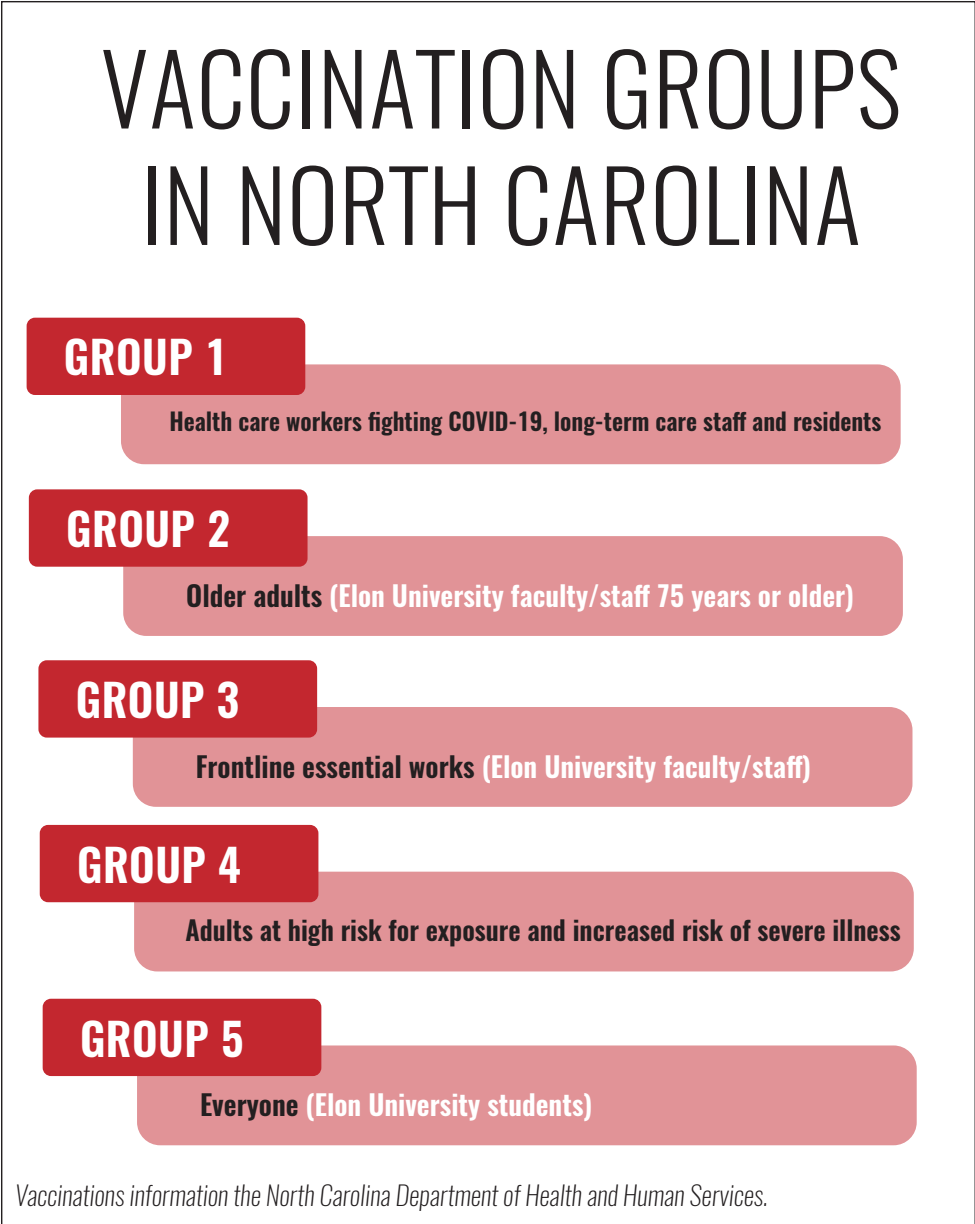 VACCINATION GROUPS
IN NORTH CAROLINA
GROUP 1
Health care workers fighting COVID-19, long-term care staff and residents
GROUP 2
Older adults (Elon University faculty/staff 75 years or older)
GROUP 3
Frontline essential works (Elon University faculty/staff)
GROUP 4
Adults at high risk for exposure and increased risk of severe illness
GROUP 5
Everyone (Elon University students)
Vaccinations information the North Carolina Department of Health and Human Services.